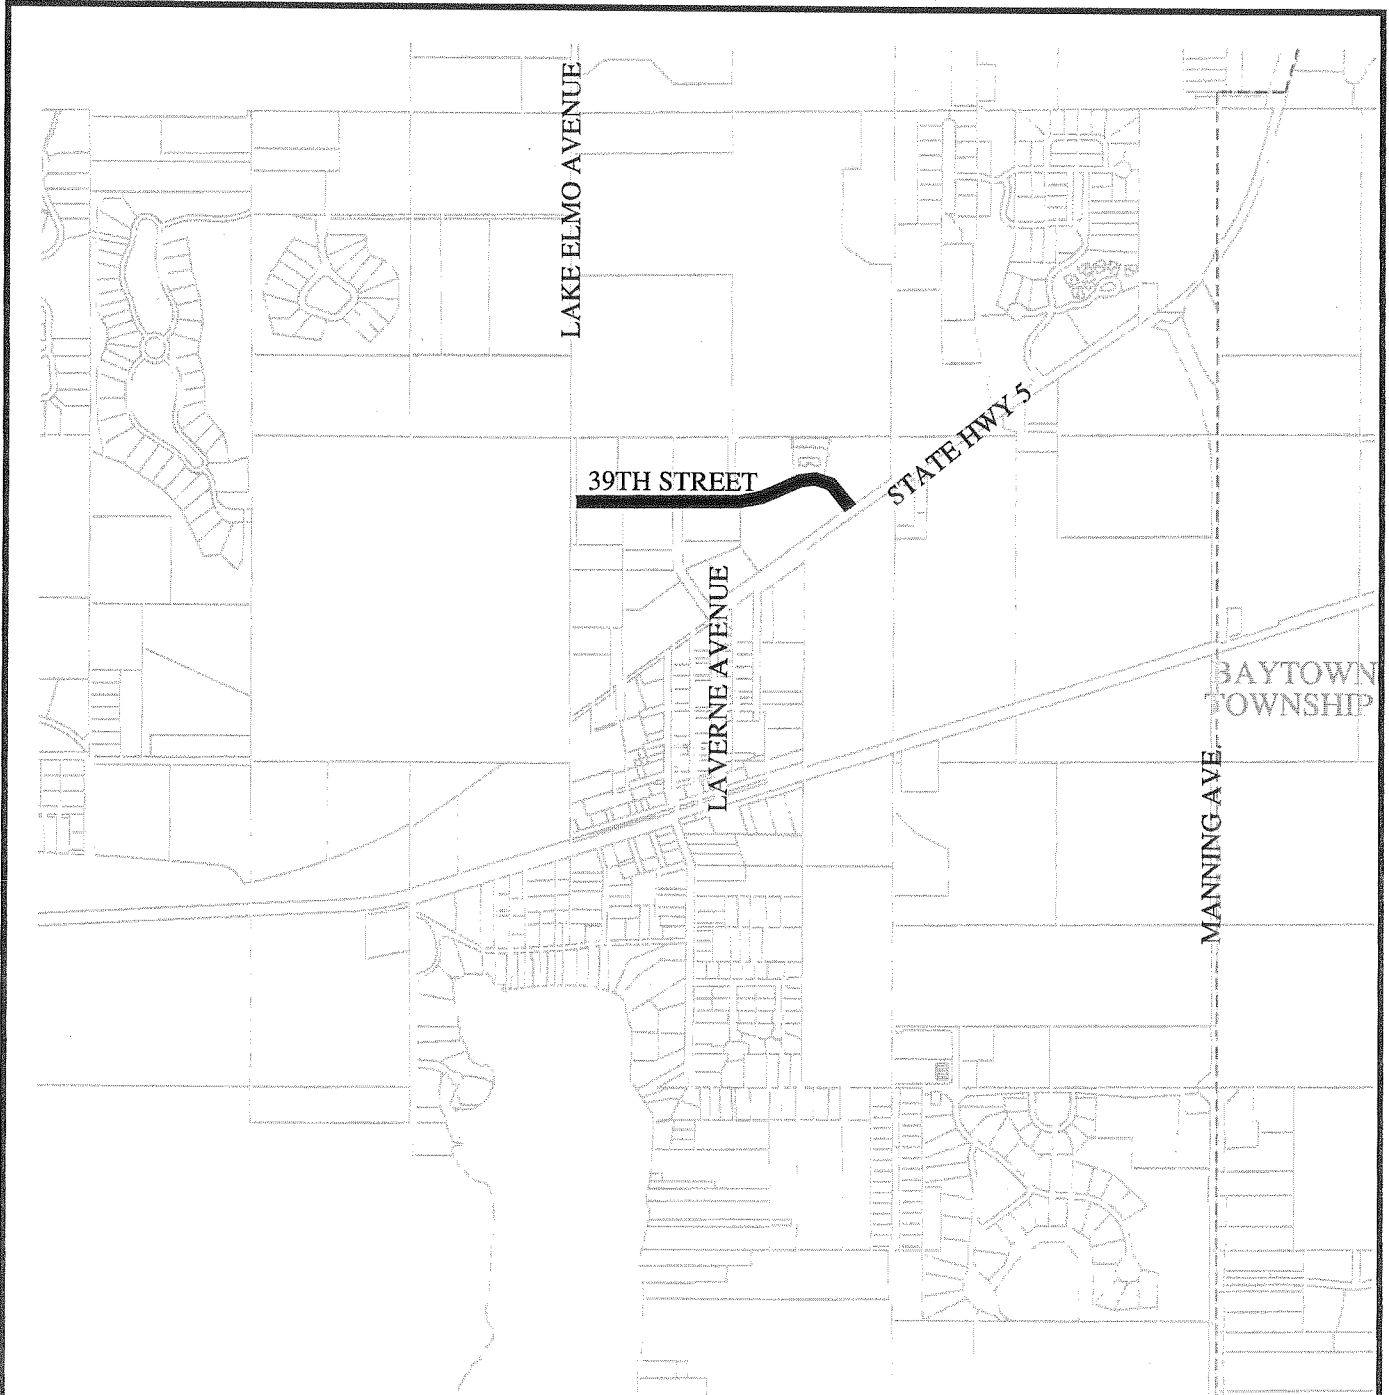 LAKE ELMO AVENUE
39TH STREET
STATE HWY 5
LAVERNE AVENUE
BAYTOWN
TOWNSHIP
MANNING AVE.